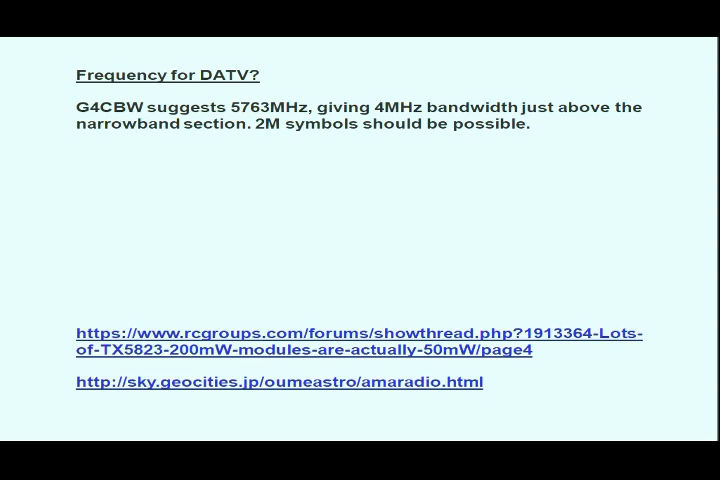 Frequency for DATV?
G4CBW suggests 5763MHz, giving 4MHz bandwidth just above the
narrowband section. 2M symbols should be possible.
https://www.rcgroups.com/forums/showthread.php?1913364-Lots-
of-TX5823-200mW-modules-are-actually-50mW/page4
http://sky.geocities.jp/oumeastro/amaradio.html